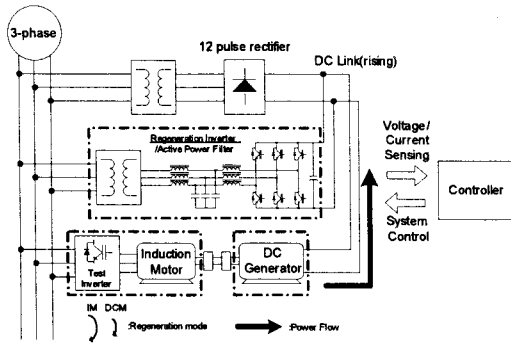 3-phase
12 pulse rectifier
DC Link(rising)
Regeneration Inverter
/Active Power Filter
Voltage/
Current
Sensing
Controller
System
Control
Test
Inverter
Induction
Motor
DC
Generator
IM DCM
:Regeneration mode
:Power Flow